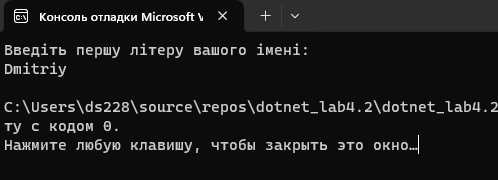 Консоль отладки Microsoft V
Введіть першу літеру вашого імені:
Dmitriy
C:\Users\ds228\source\repos\dotnet_lab4.2\dotnet_lab4.2
ту с кодом 0.
Нажмите любую клавишу, чтобы закрыть это окно…